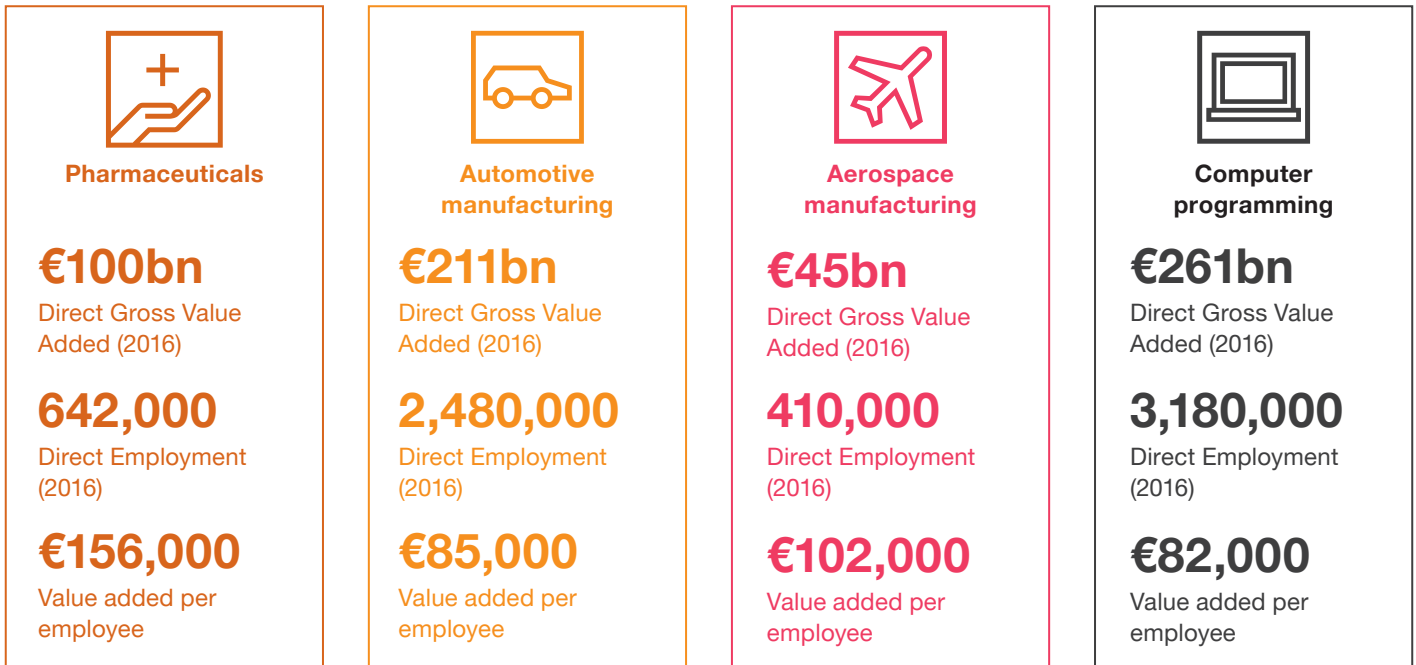 Pharmaceuticals
€100bn
Direct Gross Value
Added (2016)
642,000
Direct Employment
(2016)
€156,000
Value added per
employee
Automotive
manufacturing
€211bn
Direct Gross Value
Added (2016)
2,480,000
Direct Employment
(2016)
€85,000
Value added per
employee
Aerospace
manufacturing
€45bn
Direct Gross Value
Added (2016)
410,000
Direct Employment
(2016)
€102,000
Value added per
employee
Computer
programming
€261bn
Direct Gross Value
Added (2016)
3,180,000
Direct Employment
(2016)
€82,000
Value added per
employee